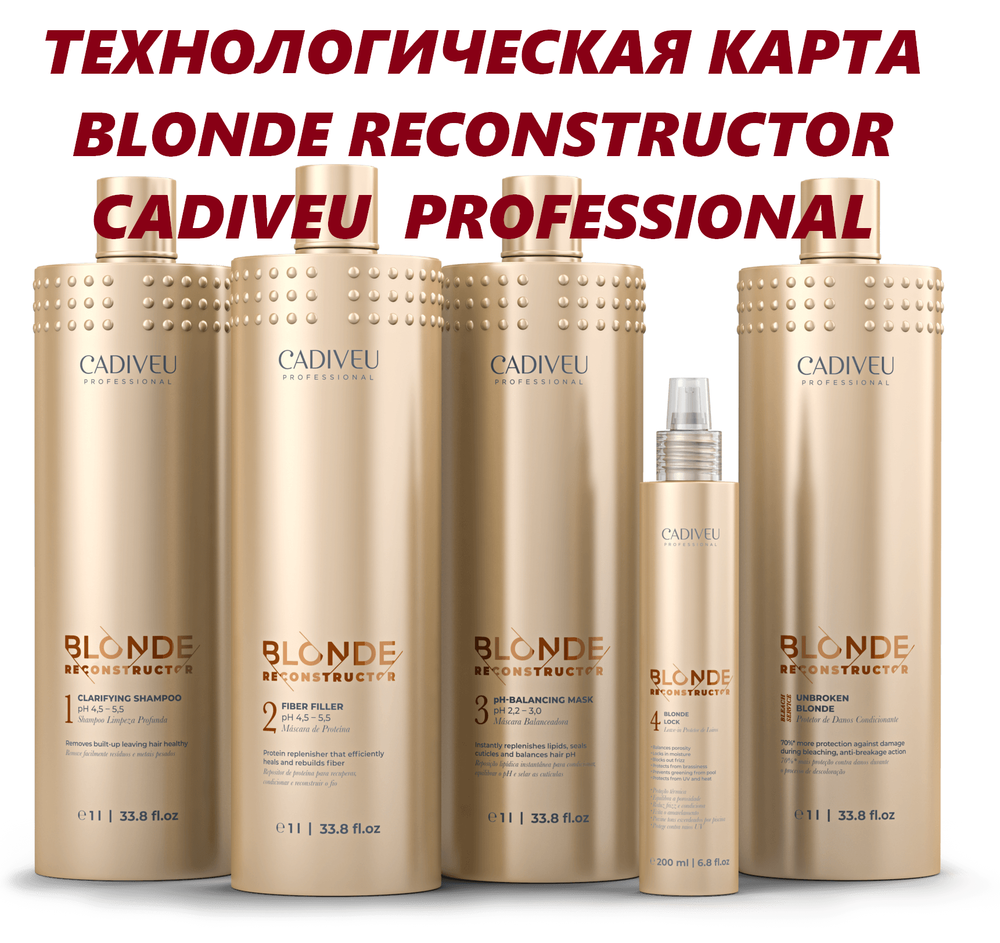 ТЕХНОЛОГИЧЕСКАЯ КАРТА
BLONDE RECONSTRUCTOR
CADIVEU PROFESSIONAL
CADIVEU
PROFESSIONAL
BLONDE
RECONSTRUCTOR
1
CLARIFYING SHAMPOO
pH 4,5 – 5,5
Shampoo Limpeza Profunda
Removes built-up leaving hair healthy
Remove facilmente resíduos e metais pesados
℮ 1 l | 33.8 fl.oz
CADIVEU
PROFESSIONAL
BLONDE
RECONSTRUCTOR
2
FIBER FILLER
pH 4,5 – 5,5
Máscara de Proteína
Protein replenisher that efficiently
heals and rebuilds fiber
Repositor de proteína para recuperar,
condicionar e reconstruir o fio
℮ 1 l | 33.8 fl.oz
CADIVEU
PROFESSIONAL
BLONDE
RECONSTRUCTOR
3
pH-BALANCING MASK
pH 2,2 – 3,0
Máscara Balanceadora
Instantly replenishes lipids, seals
cuticles and balances hair pH
Reposição lipídica instantânea para condicionar,
equilibrar o pH e selar as cutículas
℮ 1 l | 33.8 fl.oz
CADIVEU
PROFESSIONAL
BLONDE
RECONSTRUCTOR
4
BLONDE
LOCK
Leave-in Protetor de Loiros
• Balances porosity
• Locks in moisture
• Blocks out frizz
• Protects from brassiness
• Prevents greening from pool
• Protects from UV and heat
• Proteção térmica
• Equilibra a porosidade
• Reduz frizz e condiciona
• Evita o amarelamento
• Previne tons esverdeados por piscina
• Protege contra raios UV
℮ 200 ml | 6.8 fl.oz
CADIVEU
PROFESSIONAL
BLONDE
RECONSTRUCTOR
BLEACH
SERVICE
UNBROKEN
BLONDE
Protetor de Danos Condicionante
70%* more protection against damage
during bleaching, anti-breakage action
70%* mais proteção contra danos durante
o processo de descoloração
℮ 1 l | 33.8 fl.oz